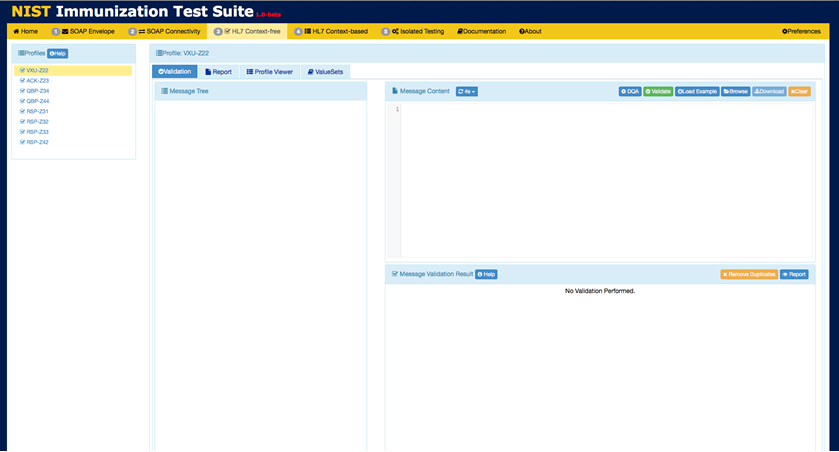 NIST Immunization Test Suite 1.0-beta
Home 1 SOAP Envelope 2 SOAP Connectivity 3 HL7 Context-free 4 HL7 Context-based 5 Isolated Testing Documentation About Preferences
Profiles Help
VXU-Z22
ACK-Z23
QBP-Z34
QBP-Z44
RSP-Z31
RSP-Z32
RSP-Z33
RSP-Z42
Profile: VXU-Z22
Validation Report Profile Viewer ValueSets
Message Tree
Message Content 4s DQA Validate Load Example Browse Download Clear
1
Message Validation Result Help Remove Duplicates Report
No Validation Performed.